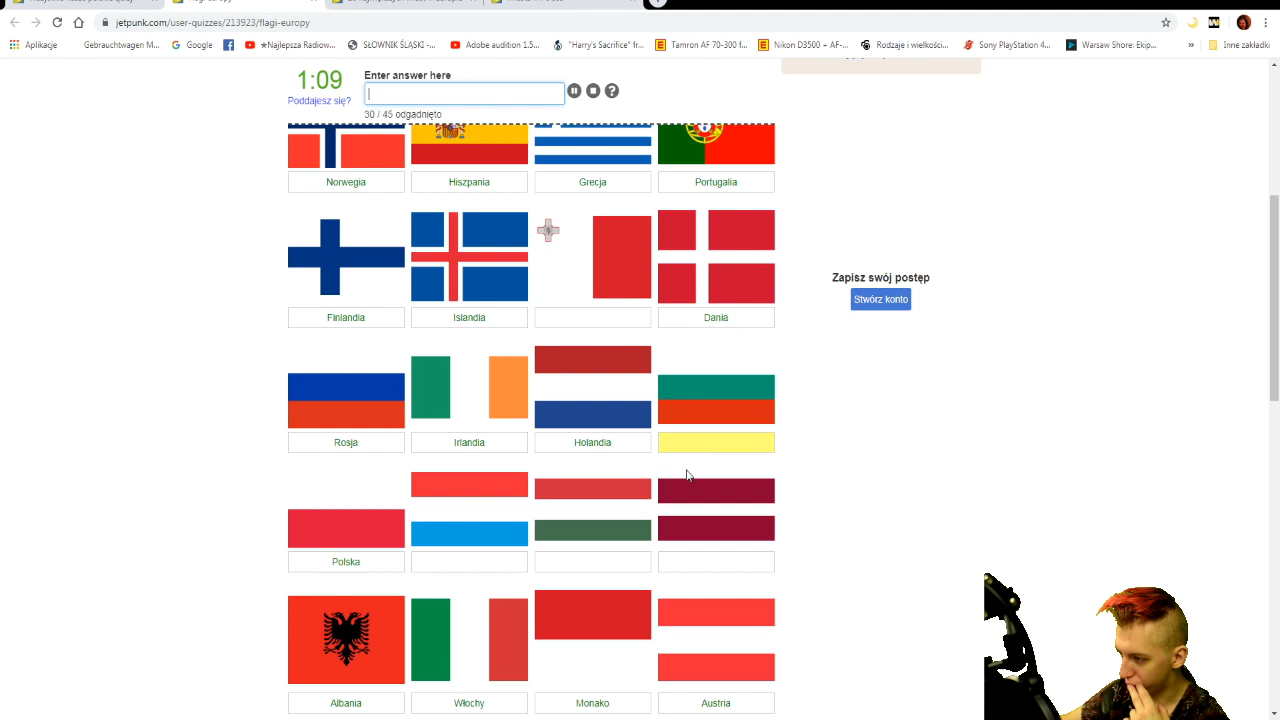 jetpunk.com/user-quizzes/213923/flagi-europy
Aplikacje Gebrauchtwagen M... Google ★Najlepsza Radiow... SŁOWNIK ŚLĄSKI -... Adobe audition 1.5... "Harry's Sacrifice" fr... Tamron AF 70-300 f... Nikon D3500 + AF-... Rodzaje i wielkości... Sony PlayStation 4... Warsaw Shore: Ekip... » Inne zakładki
1:09
Poddajesz się?
Enter answer here
30 / 45 odgadnięto
Norwegia Hiszpania Grecja Portugalia
Finlandia Islandia Dania
Zapisz swój postęp
Stwórz konto
Rosja Irlandia Holandia
Polska
Albania Włochy Monako Austria